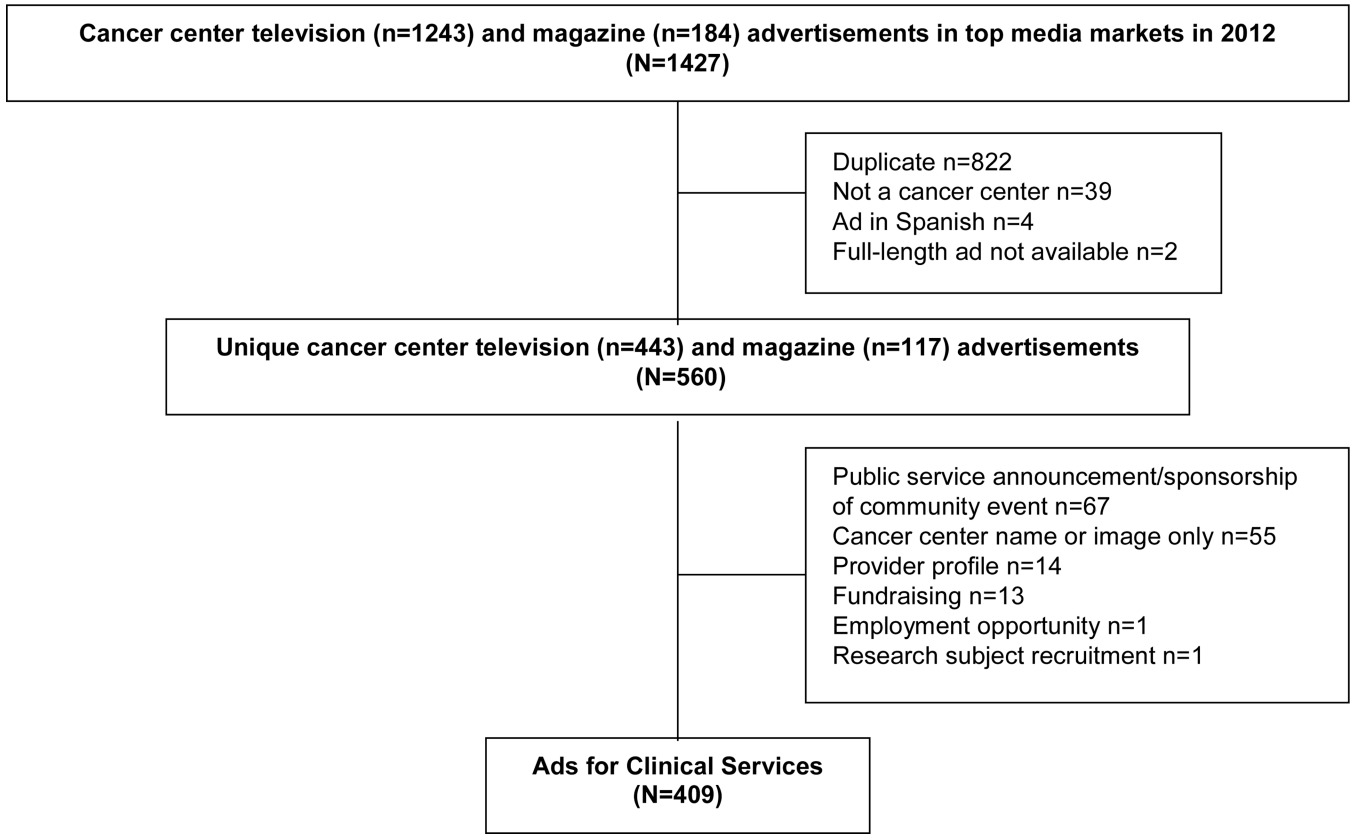 Cancer center television (n=1243) and magazine (n=184) advertisements in top media markets in 2012
(N=1427)
Duplicate n=822
Not a cancer center n=39
Ad in Spanish n=4
Full-length ad not available n=2
Unique cancer center television (n=443) and magazine (n=117) advertisements
(N=560)
Public service announcement/sponsorship
of community event n=67
Cancer center name or image only n=55
Provider profile n=14
Fundraising n=13
Employment opportunity n=1
Research subject recruitment n=1
Ads for Clinical Services
(N=409)